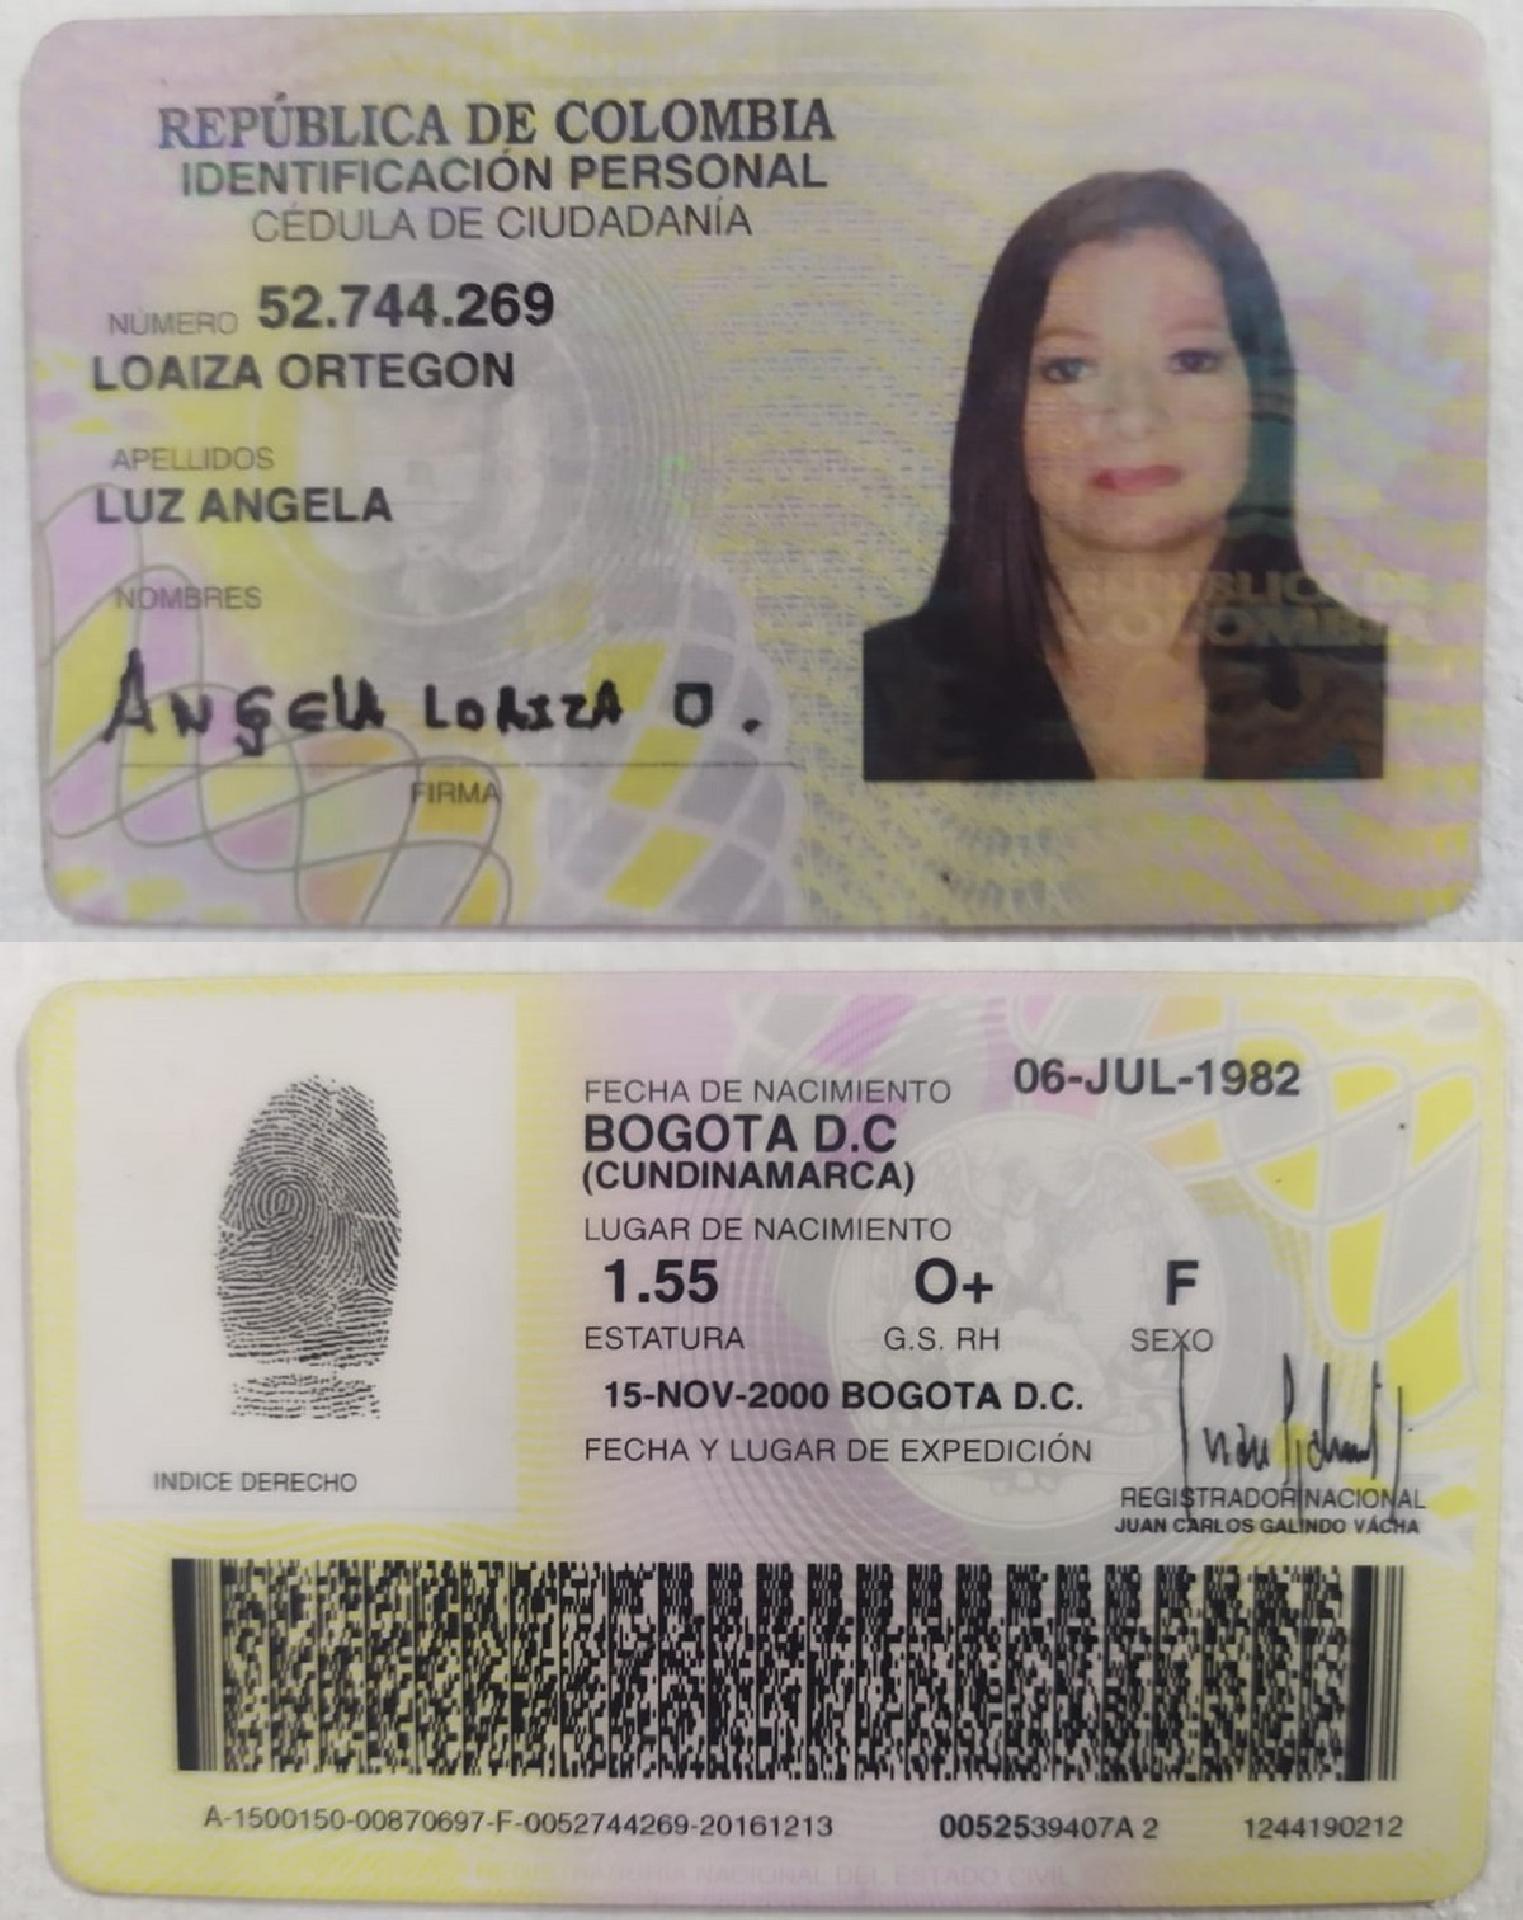 REPÚBLICA DE COLOMBIA
IDENTIFICACIÓN PERSONAL
CÉDULA DE CIUDADANÍA
NÚMERO 52.744.269
LOAIZA ORTEGON
APELLIDOS
LUZ ANGELA
NOMBRES
ANGELA LOAIZA O.
FIRMA
REPUBLICA DE
COLOMBIA
FECHA DE NACIMIENTO 06-JUL-1982
BOGOTA D.C
(CUNDINAMARCA)
LUGAR DE NACIMIENTO
1.55 O+ F
ESTATURA G.S. RH SEXO
15-NOV-2000 BOGOTA D.C.
FECHA Y LUGAR DE EXPEDICIÓN
INDICE DERECHO
REGISTRADOR NACIONAL
JUAN CARLOS GALINDO VÁCHA
A-1500150-00870697-F-0052744269-20161213 0052539407A 2 1244190212
REGISTRADURIA NACIONAL DEL ESTADO CIVIL